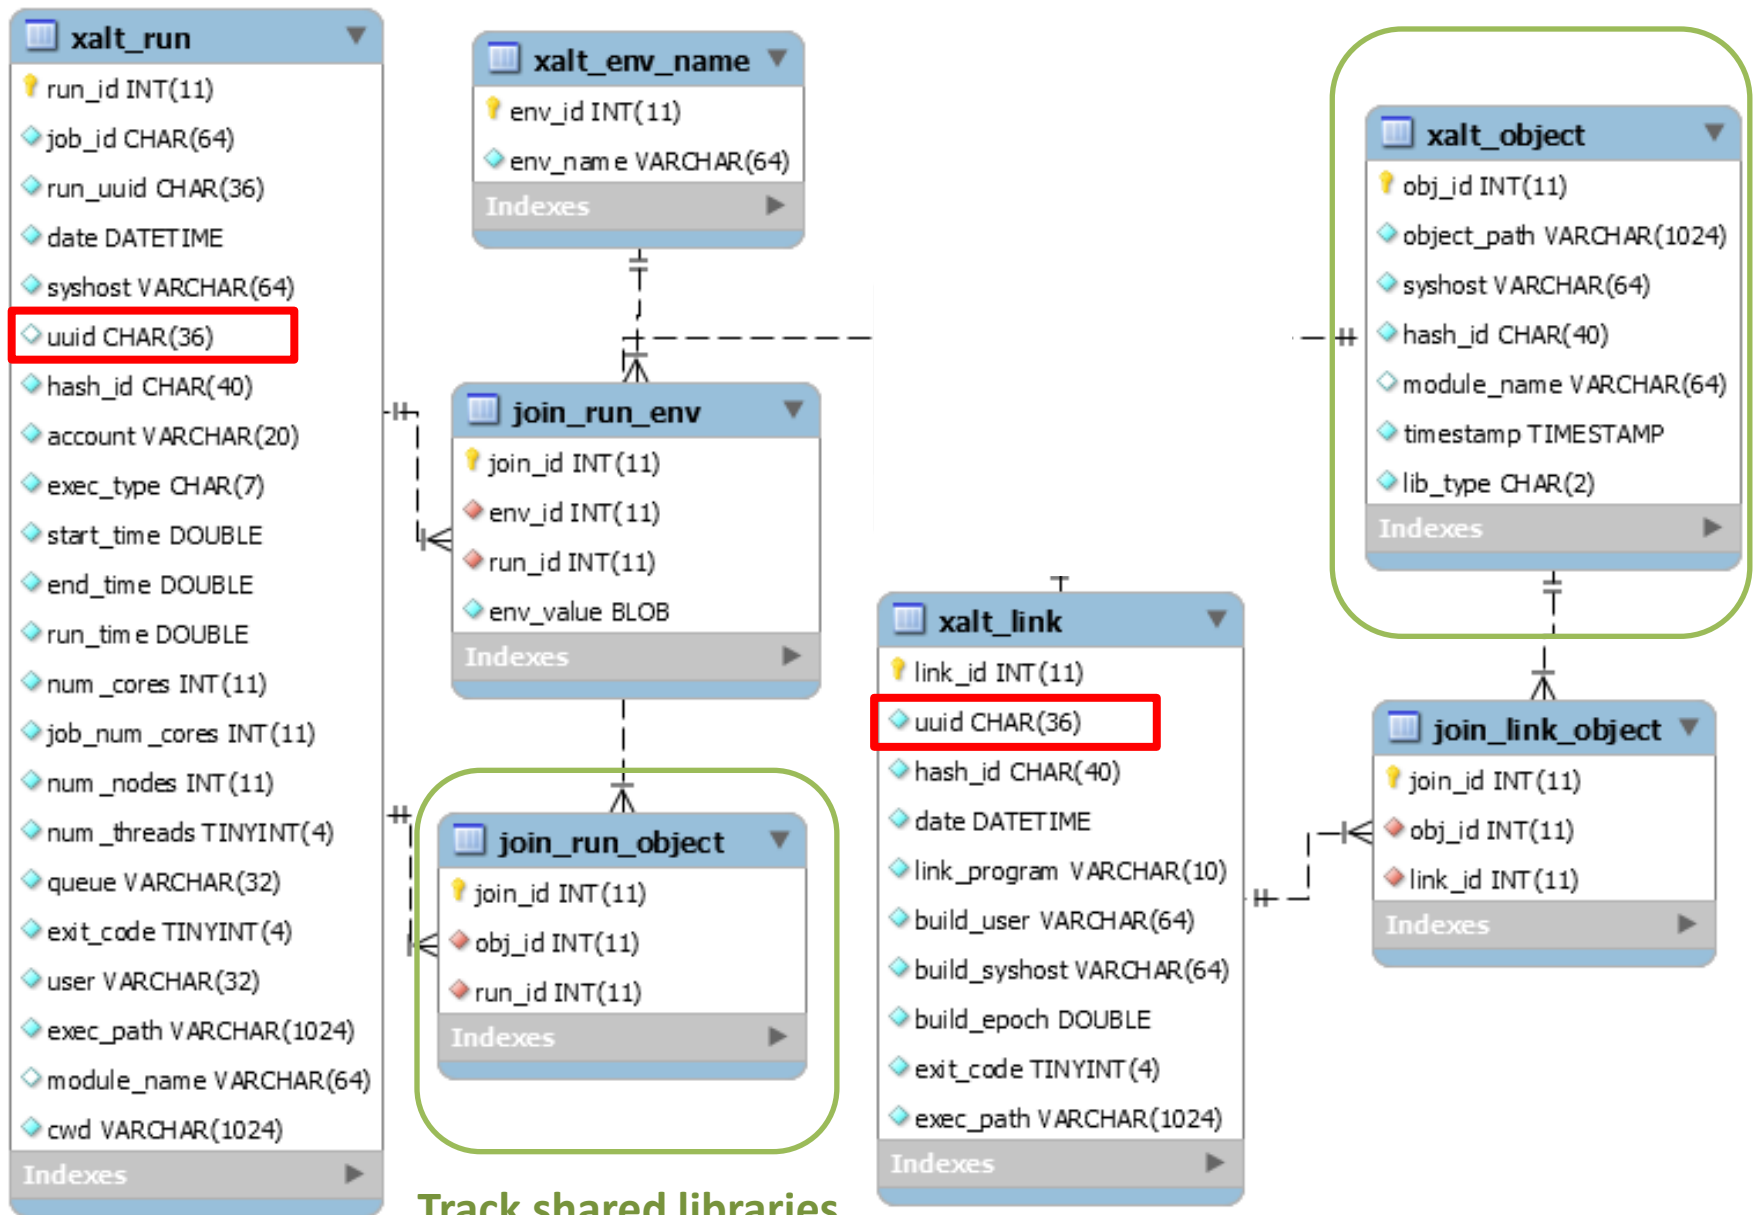 xalt_run
run_id INT(11)
job_id CHAR(64)
run_uuid CHAR(36)
date DATETIME
syshost VARCHAR(64)
uuid CHAR(36)
hash_id CHAR(40)
account VARCHAR(20)
exec_type CHAR(7)
start_time DOUBLE
end_time DOUBLE
run_time DOUBLE
num_cores INT(11)
job_num_cores INT(11)
num_nodes INT(11)
num_threads TINYINT(4)
queue VARCHAR(32)
exit_code TINYINT(4)
user VARCHAR(32)
exec_path VARCHAR(1024)
module_name VARCHAR(64)
cwd VARCHAR(1024)
Indexes
xalt_env_name
env_id INT(11)
env_name VARCHAR(64)
Indexes
join_run_env
join_id INT(11)
env_id INT(11)
run_id INT(11)
env_value BLOB
Indexes
join_run_object
join_id INT(11)
obj_id INT(11)
run_id INT(11)
Indexes
Track shared libraries
xalt_link
link_id INT(11)
uuid CHAR(36)
hash_id CHAR(40)
date DATETIME
link_program VARCHAR(10)
build_user VARCHAR(64)
build_syshost VARCHAR(64)
build_epoch DOUBLE
exit_code TINYINT(4)
exec_path VARCHAR(1024)
Indexes
xalt_object
obj_id INT(11)
object_path VARCHAR(1024)
syshost VARCHAR(64)
hash_id CHAR(40)
module_name VARCHAR(64)
timestamp TIMESTAMP
lib_type CHAR(2)
Indexes
join_link_object
join_id INT(11)
obj_id INT(11)
link_id INT(11)
Indexes